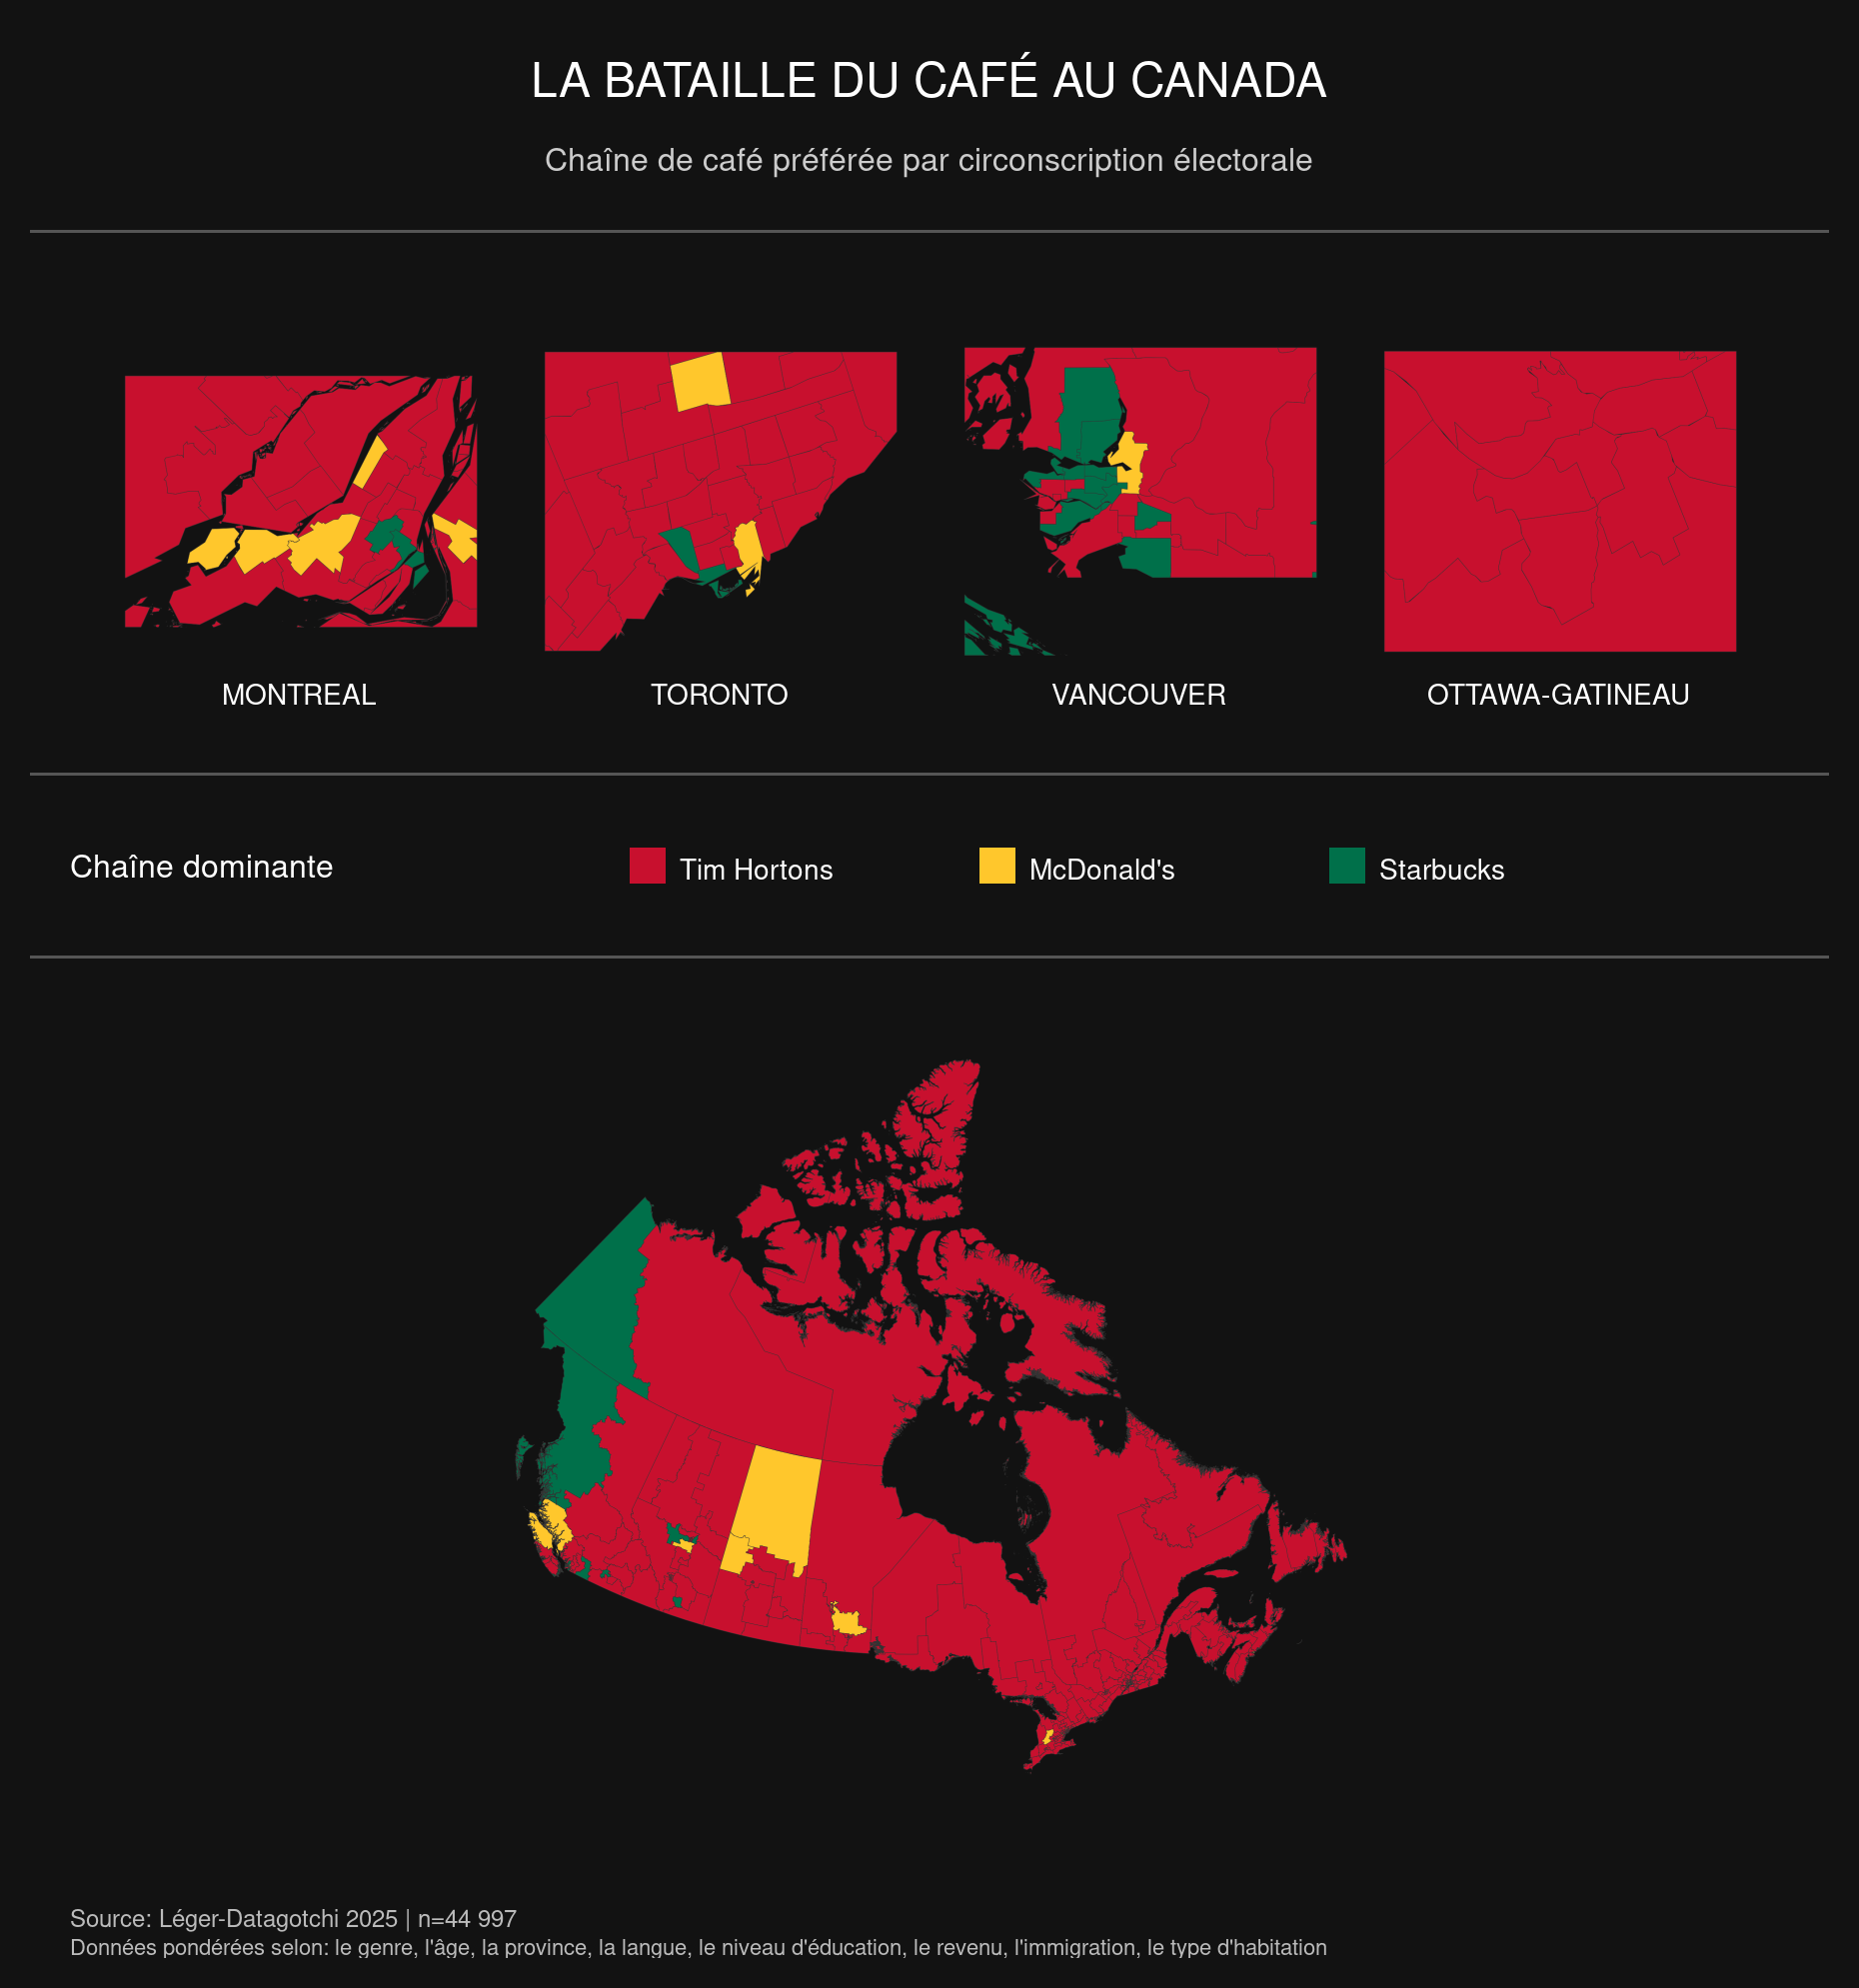 LA BATAILLE DU CAFÉ AU CANADA
Chaîne de café préférée par circonscription électorale
MONTREAL
TORONTO
VANCOUVER
OTTAWA-GATINEAU
Chaîne dominante
Tim Hortons
McDonald's
Starbucks
Source: Léger-Datagotchi 2025 | n=44 997
Données pondérées selon: le genre, l'âge, la province, la langue, le niveau d'éducation, le revenu, l'immigration, le type d'habitation